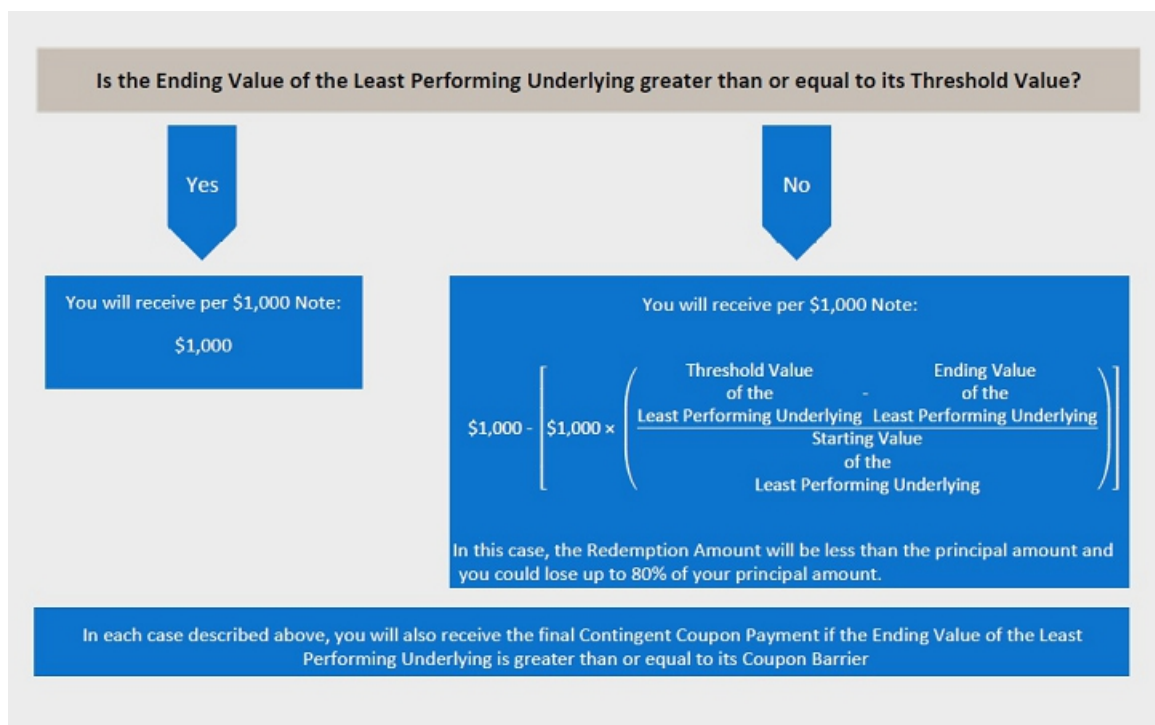 Is the Ending Value of the Least Performing Underlying greater than or equal to its Threshold Value?
Yes
No
You will receive per $1,000 Note:
$1,000
You will receive per $1,000 Note:
$1,000 - [$1,000 × (
Threshold Value
of the
Least Performing Underlying
-
Ending Value
of the
Least Performing Underlying
Starting Value
of the
Least Performing Underlying
)]
In this case, the Redemption Amount will be less than the principal amount and
you could lose up to 80% of your principal amount.
In each case described above, you will also receive the final Contingent Coupon Payment if the Ending Value of the Least
Performing Underlying is greater than or equal to its Coupon Barrier